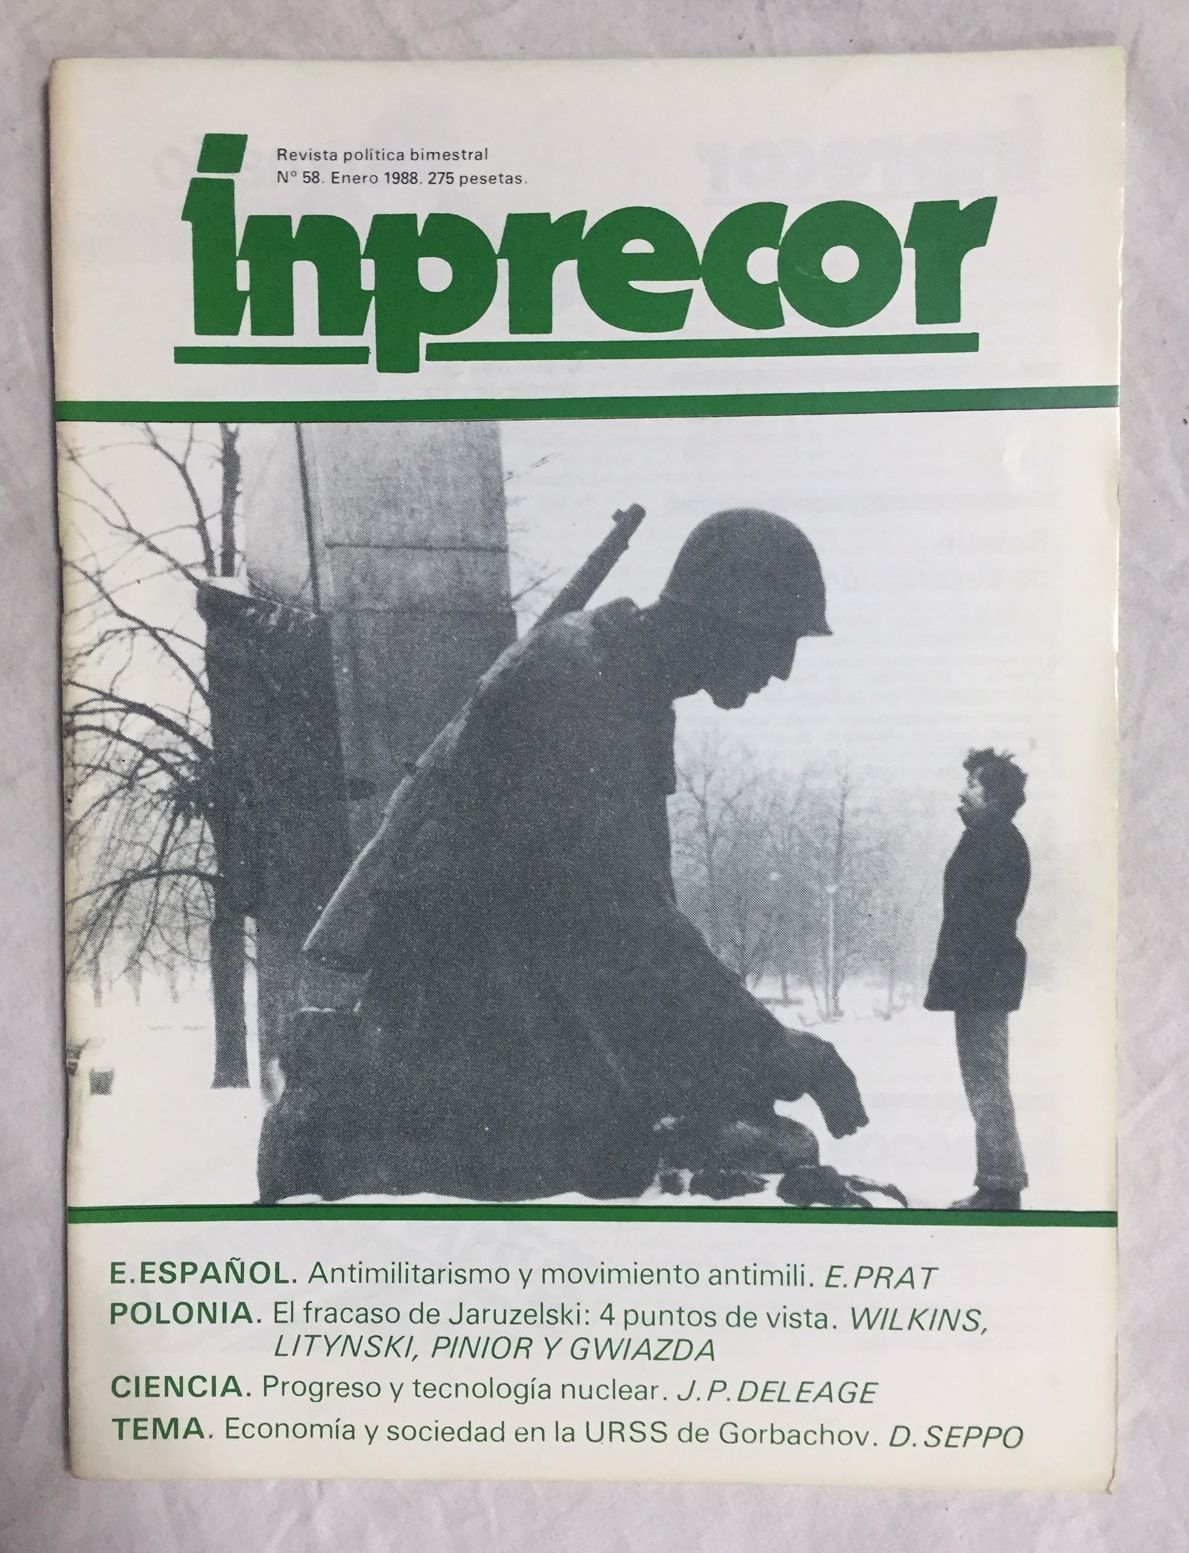 Revista política bimestral
Nº 58. Enero 1988. 275 pesetas.
inprecor
E.ESPAÑOL. Antimilitarismo y movimiento antimili. E.PRAT
POLONIA. El fracaso de Jaruzelski: 4 puntos de vista. WILKINS,
LITYNSKI, PINIOR Y GWIAZDA
CIENCIA. Progreso y tecnología nuclear. J.P.DELEAGE
TEMA. Economía y sociedad en la URSS de Gorbachov. D.SEPPO